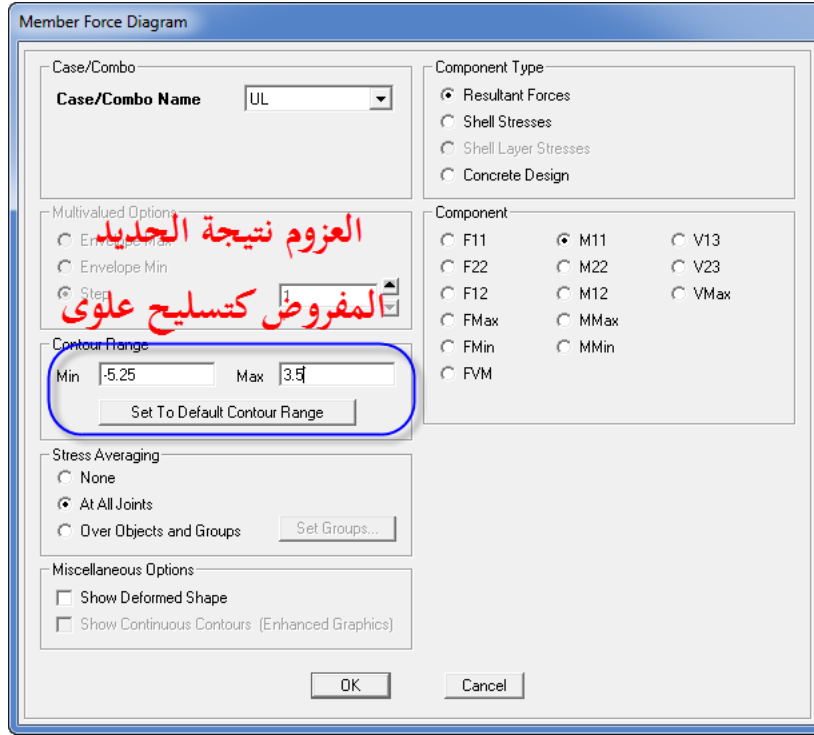 Member Force Diagram
Case/Combo
Case/Combo Name UL
Multivalued Options
Envelope Max
Envelope Min
Step 1
العزوم نتيجة الحديد
المفروض كتسليح علوى
Contour Range
Min -5.25 Max 3.5
Set To Default Contour Range
Stress Averaging
None
At All Joints
Over Objects and Groups Set Groups...
Miscellaneous Options
Show Deformed Shape
Show Continuous Contours (Enhanced Graphics)
Component Type
Resultant Forces
Shell Stresses
Shell Layer Stresses
Concrete Design
Component
F11 M11 V13
F22 M22 V23
F12 M12 VMax
FMax MMax
FMin MMin
FVM
OK Cancel